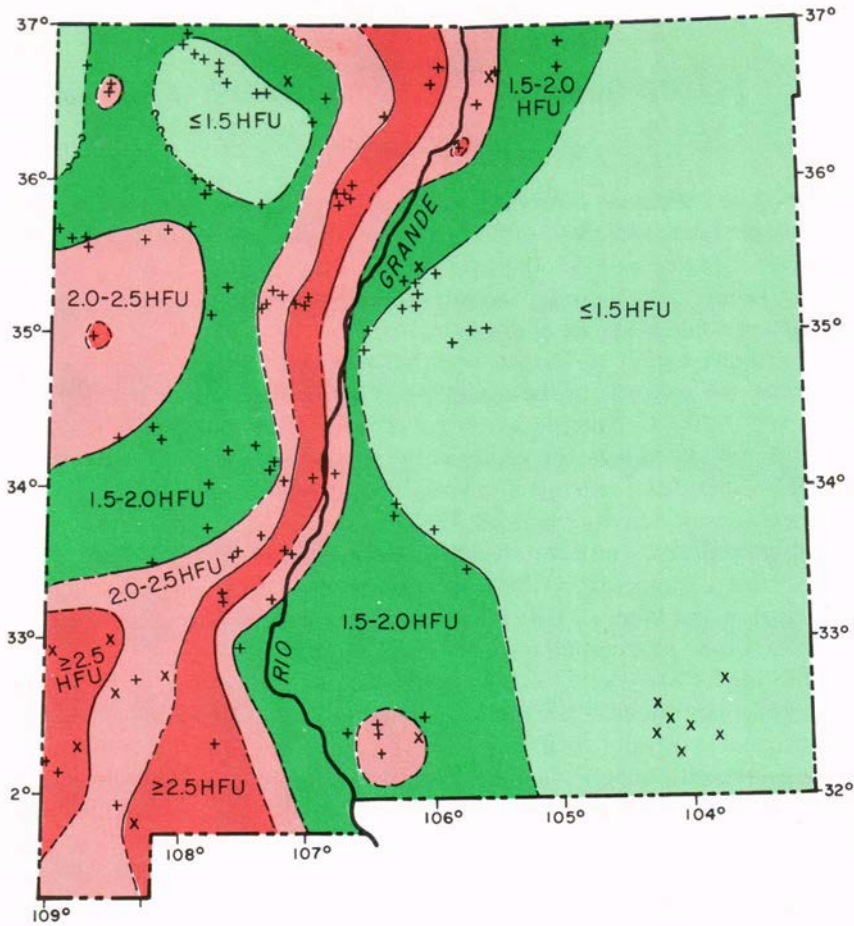 37°
37°
1.5-2.0
HFU
≤1.5 HFU
36°
36°
GRANDE
2.0-2.5 HFU
≤1.5 HFU
35°
35°
34°
34°
1.5-2.0 HFU
2.0-2.5 HFU
1.5-2.0 HFU
33°
33°
≥2.5
HFU
RIO
≥2.5 HFU
2°
32°
106°
105°
104°
108°
107°
109°